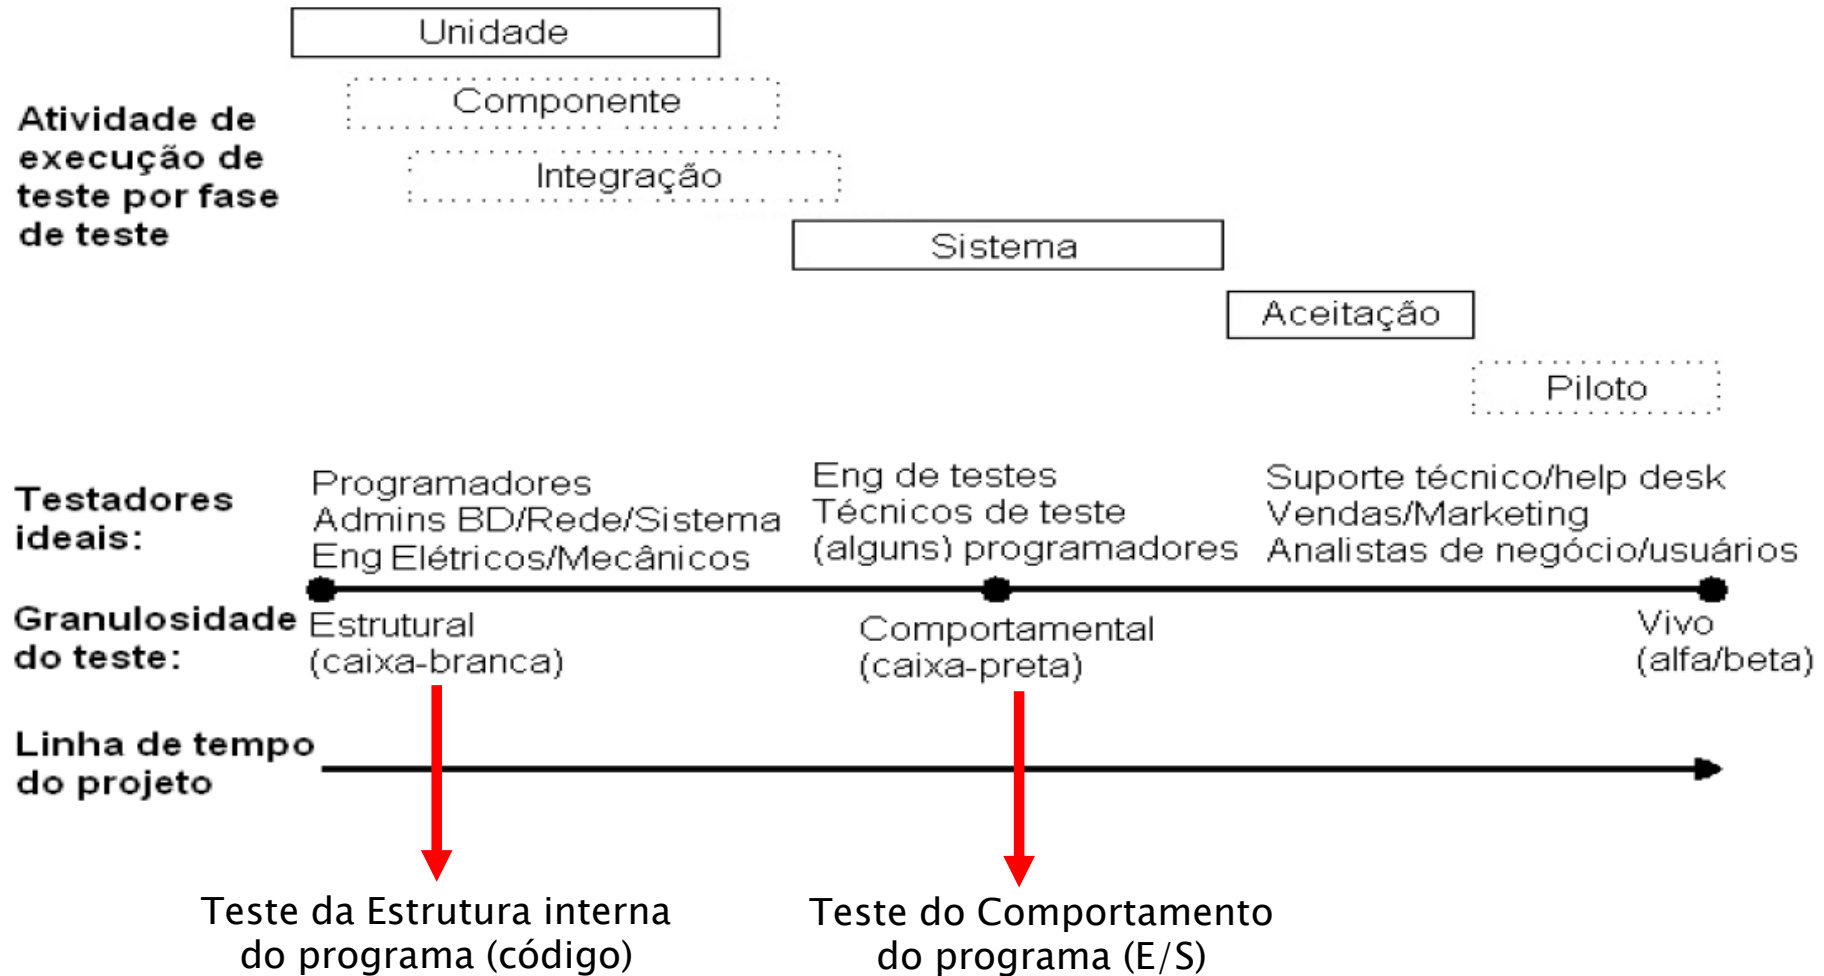 Unidade
Componente
Integração
Sistema
Aceitação
Piloto
Atividade de
execução de
teste por fase
de teste
Testadores
ideais:
Programadores
Admins BD/Rede/Sistema
Eng Elétricos/Mecânicos
Eng de testes
Técnicos de teste
(alguns) programadores
Suporte técnico/help desk
Vendas/Marketing
Analistas de negócio/usuários
Granulosidade
do teste:
Estrutural
(caixa-branca)
Comportamental
(caixa-preta)
Vivo
(alfa/beta)
Linha de tempo
do projeto
Teste da Estrutura interna
do programa (código)
Teste do Comportamento
do programa (E/S)